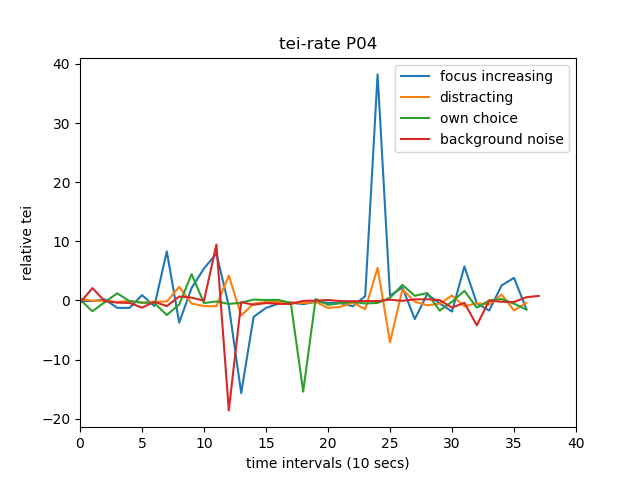 tei-rate P04
focus increasing
distracting
own choice
background noise
relative tei
40
30
20
10
0
−10
−20
0 5 10 15 20 25 30 35 40
time intervals (10 secs)